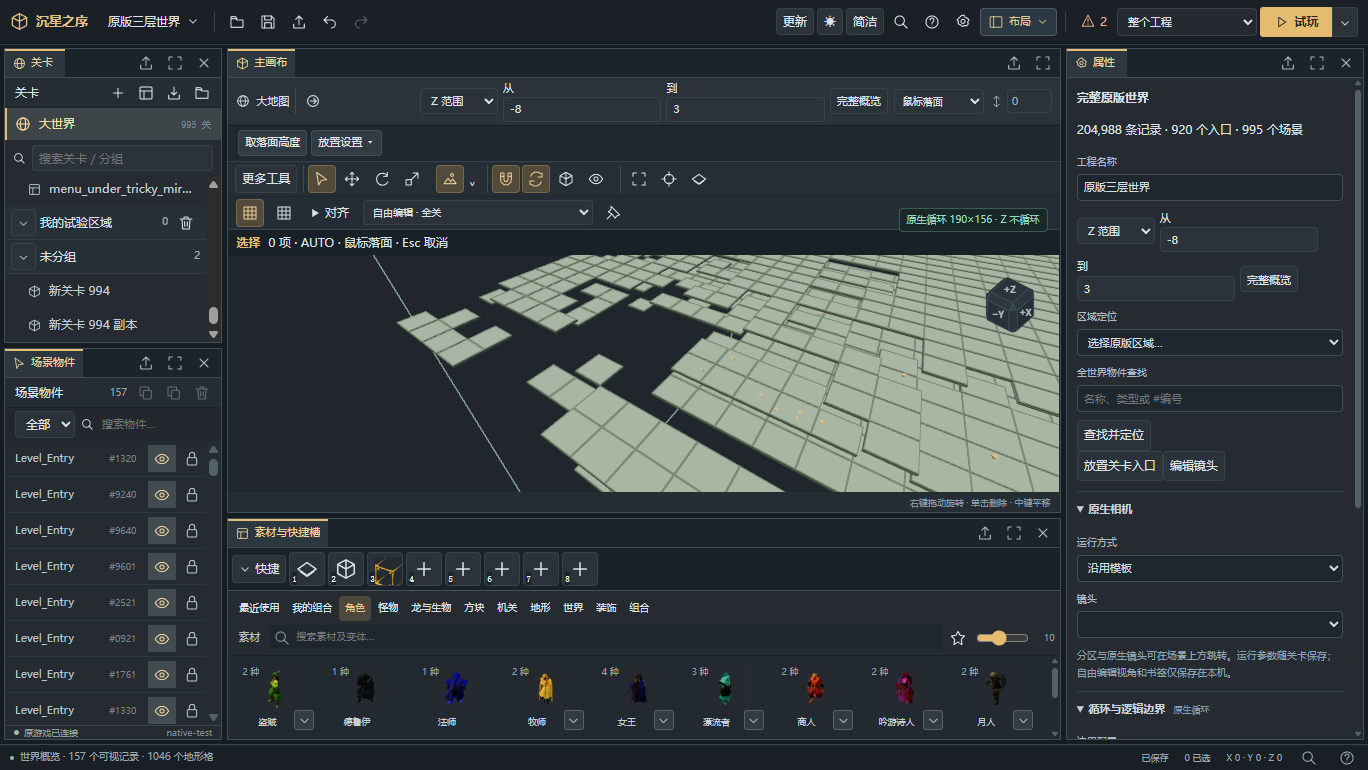 沉星之序 原版三层世界 更新 简洁 布局 2 整个工程 试玩
关卡
关卡
大世界 995 关
搜索关卡 / 分组
menu_under_tricky_mir...
我的试验区域 0
未分组 2
新关卡 994
新关卡 994 副本
场景物件
场景物件 157
全部 搜索物件...
Level_Entry #1320
Level_Entry #9240
Level_Entry #9640
Level_Entry #9601
Level_Entry #2521
Level_Entry #0921
Level_Entry #1761
Level_Entry #1330
原游戏已连接 native-test
主画布
大地图 Z 范围 从 -8 到 3 完整概览 鼠标落面 0
取落面高度 放置设置
更多工具
对齐 自由编辑 · 全关
原生循环 190×156 · Z 不循环
选择 0 项 · AUTO · 鼠标落面 · Esc 取消
+Z
-Y +X
右键拖动旋转 · 单击删除 · 中键平移
素材与快捷槽
快捷 1 2 3 4 5 6 7 8
最近使用 我的组合 角色 怪物 龙与生物 方块 机关 地形 世界 装饰 组合
素材 搜索素材及变体... 10
2 种 1 种 1 种 2 种 4 种 3 种 2 种 2 种 2 种
盗贼 德鲁伊 法师 牧师 女王 漂流者 商人 吟游诗人 月人
属性
完整原版世界
204,988 条记录 · 920 个入口 · 995 个场景
工程名称
原版三层世界
Z 范围 从 -8
到
3 完整概览
区域定位
选择原版区域...
全世界物件查找
名称、类型或 #编号
查找并定位
放置关卡入口 编辑镜头
原生相机
运行方式
沿用模板
镜头
分区与原生镜头可在场景上方跳转。运行参数随关卡保存；
自由编辑视角和书签仅保存在本机。
循环与逻辑边界 原生循环
世界概览 · 157 个可视记录 · 1046 个地形格 已保存 0 已选 X 0 · Y 0 · Z 0